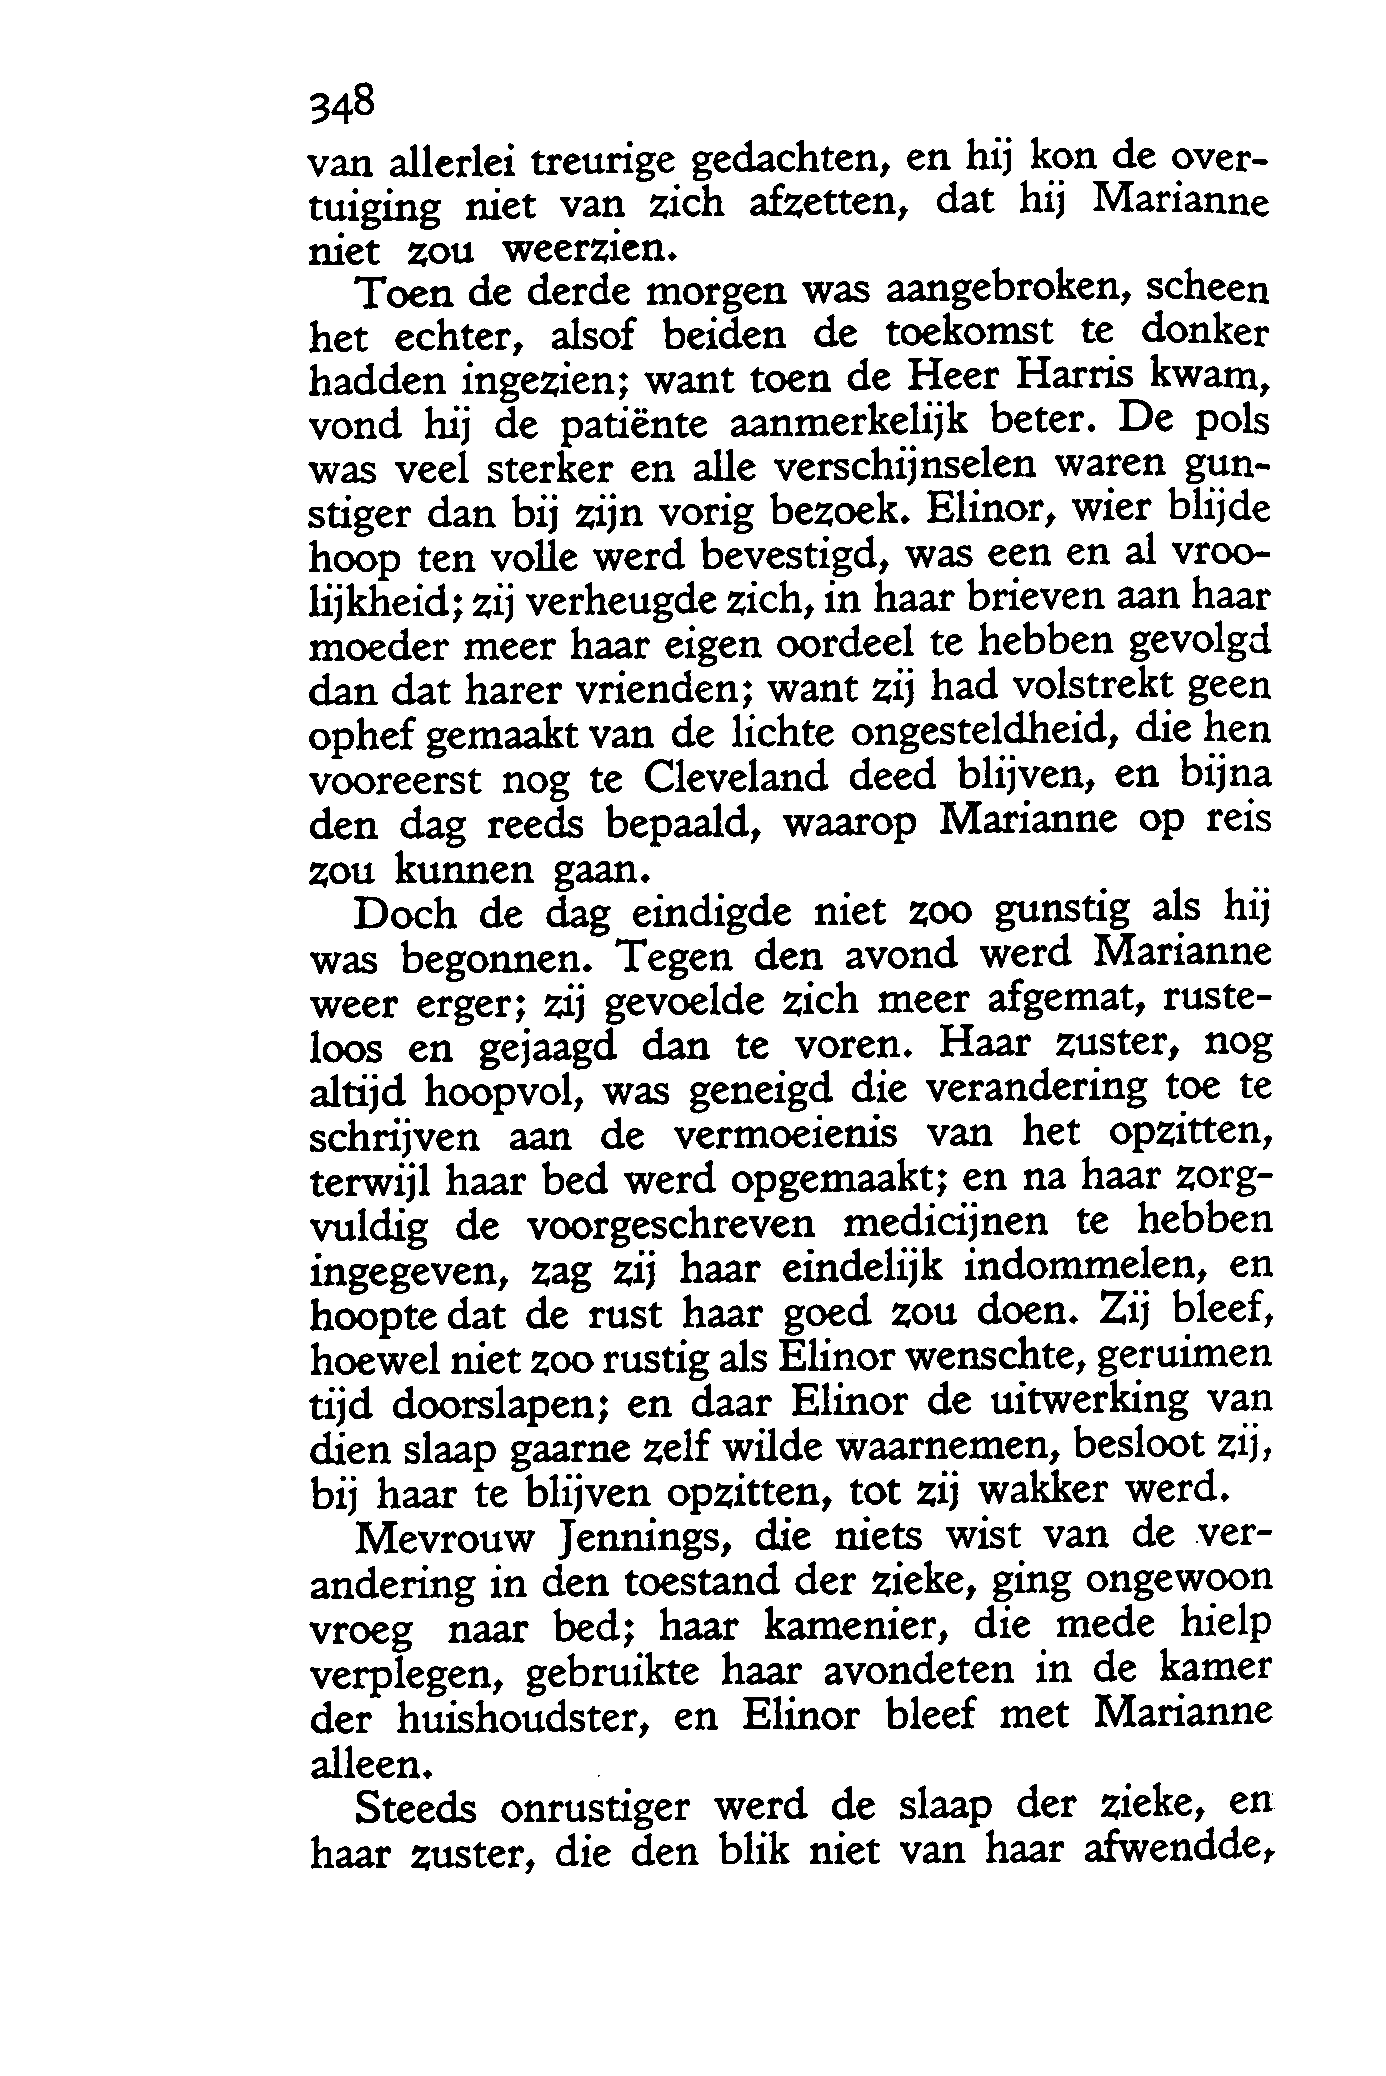 348
van allerlei treurige gedachten, en hij kon de over-
tuiging niet van zich afzetten, dat hij Marianne
niet zou weerzien.
Toen de derde morgen was aangebroken, scheen
het echter, alsof beiden de toekomst te donker
hadden ingezien; want toen de Heer Harris kwam,
vond hij de patiënte aanmerkelijk beter. De pols
was veel sterker en alle verschijnselen waren gun-
stiger dan bij zijn vorig bezoek. Elinor, wier blijde
hoop ten volle werd bevestigd, was een en al vroo-
lijkheid; zij verheugde zich, in haar brieven aan haar
moeder meer haar eigen oordeel te hebben gevolgd
dan dat harer vrienden; want zij had volstrekt geen
ophef gemaakt van de lichte ongesteldheid, die hen
vooreerst nog te Cleveland deed blijven, en bijna
den dag reeds bepaald, waarop Marianne op reis
zou kunnen gaan.
Doch de dag eindigde niet zoo gunstig als hij
was begonnen. Tegen den avond werd Marianne
weer erger; zij gevoelde zich meer afgemat, ruste-
loos en gejaagd dan te voren. Haar zuster, nog
altijd hoopvol, was geneigd die verandering toe te
schrijven aan de vermoeienis van het opzitten,
terwijl haar bed werd opgemaakt; en na haar zorg-
vuldig de voorgeschreven medicijnen te hebben
ingegeven, zag zij haar eindelijk indommelen, en
hoopte dat de rust haar goed zou doen. Zij bleef,
hoewel niet zoo rustig als Elinor wenschte, geruimen
tijd doorslapen; en daar Elinor de uitwerking van
dien slaap gaarne zelf wilde waarnemen, besloot zij,
bij haar te blijven opzitten, tot zij wakker werd.
Mevrouw Jennings, die niets wist van de ver-
andering in den toestand der zieke, ging ongewoon
vroeg naar bed; haar kamenier, die mede hielp
verplegen, gebruikte haar avondeten in de kamer
der huishoudster, en Elinor bleef met Marianne
alleen.
Steeds onrustiger werd de slaap der zieke, en
haar zuster, die den blik niet van haar afwendde,